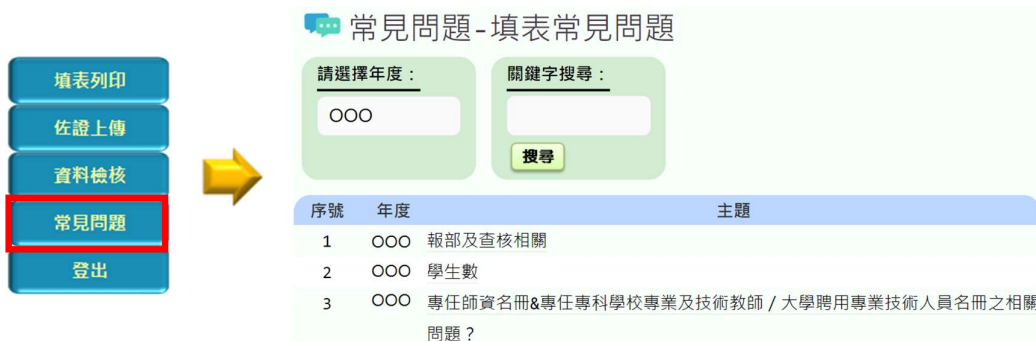 填表列印
佐證上傳
資料檢核
常見問題
登出
常見問題-填表常見問題
請選擇年度：
OOO
關鍵字搜尋：
搜尋
序號 年度 主題
1 OOO 報部及查核相關
2 OOO 學生數
3 OOO 專任師資名冊&專任專科學校專業及技術教師 / 大學聘用專業技術人員名冊之相關
問題？